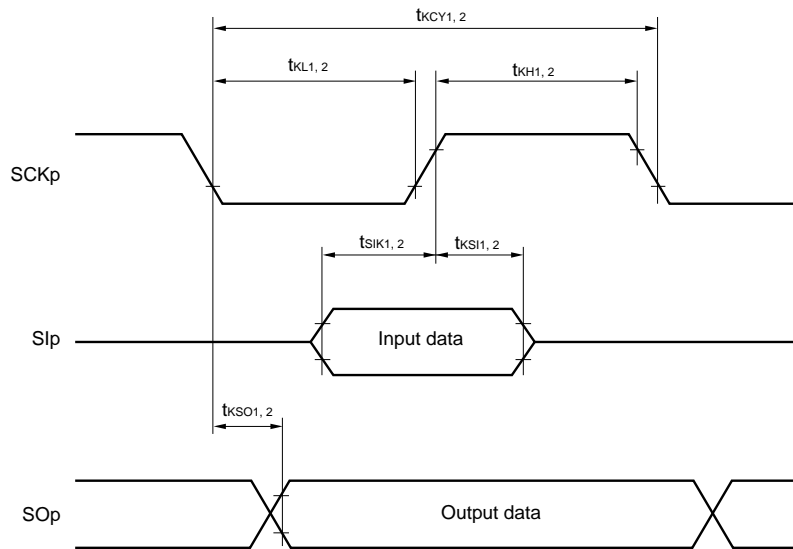 tKCY1, 2
tKL1, 2
tKH1, 2
SCKp
tSIK1, 2
tKSI1, 2
SIp
Input data
tKSO1, 2
SOp
Output data